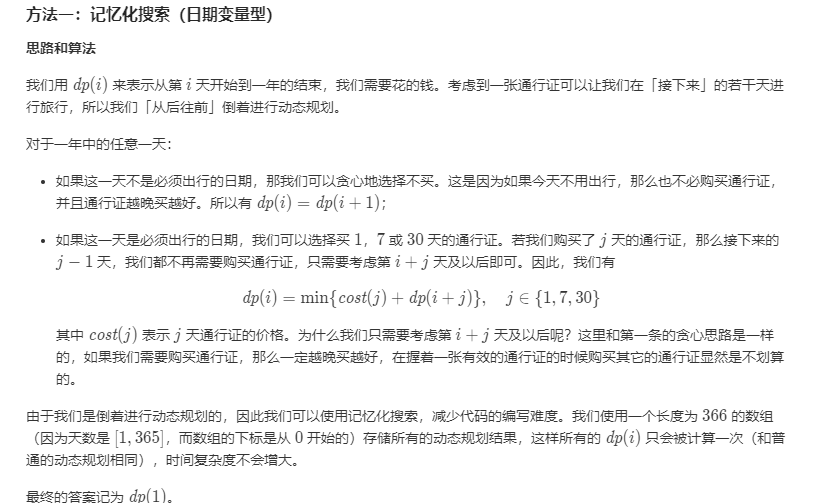 方法一：记忆化搜索（日期变量型）
思路和算法
我们用 dp(i) 来表示从第 i 天开始到一年的结束，我们需要花的钱。考虑到一张通行证可以让我们在「接下来」的若干天进
行旅行，所以我们「从后往前」倒着进行动态规划。
对于一年中的任意一天：
• 如果这一天不是必须出行的日期，那我们可以贪心地选择不买。这是因为如果今天不用出行，那么也不必购买通行证，
并且通行证越晚买越好。所以有 dp(i) = dp(i + 1)；
• 如果这一天是必须出行的日期，我们可以选择买 1，7 或 30 天的通行证。若我们购买了 j 天的通行证，那么接下来的
j − 1 天，我们都不再需要购买通行证，只需要考虑第 i + j 天及以后即可。因此，我们有
dp(i) = min{cost(j) + dp(i + j)}, j ∈ {1, 7, 30}
其中 cost(j) 表示 j 天通行证的价格。为什么我们只需要考虑第 i + j 天及以后呢？这里和第一条的贪心思路是一样
的，如果我们需要购买通行证，那么一定越晚买越好，在握着一张有效的通行证的时候购买其它的通行证显然是不划算
的。
由于我们是倒着进行动态规划的，因此我们可以使用记忆化搜索，减少代码的编写难度。我们使用一个长度为 366 的数组
（因为天数是 [1, 365]，而数组的下标是从 0 开始的）存储所有的动态规划结果，这样所有的 dp(i) 只会被计算一次（和普
通的动态规划相同），时间复杂度不会增大。
最终的答案记为 dp(1)。